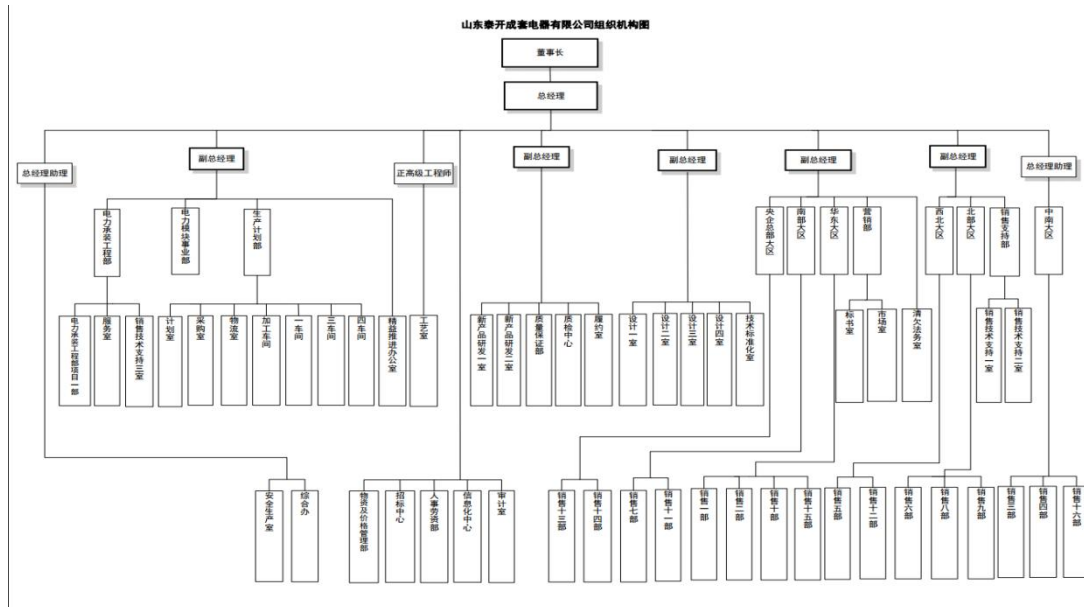 山东泰开成套电器有限公司组织机构图
董事长
总经理
总经理助理
副总经理
正高级工程师
副总经理
副总经理
副总经理
副总经理
总经理助理
电力承装工程部
电力模块事业部
生产计划部
央企总部大区
南部大区
华东大区
营销部
西北大区
北部大区
销售支持部
中南大区
电力承装工程部项目一部
服务室
销售技术支持三室
计划室
采购室
物流室
加工车间
一车间
三车间
四车间
精益推进办公室
工艺室
新产品研发一室
新产品研发二室
质量保证部
质检中心
履约室
设计一室
设计二室
设计三室
设计四室
技术标准化室
标书室
市场室
清欠法务室
销售技术支持一室
销售技术支持二室
安全生产室
综合办
物资及价格管理部
招标中心
人事劳资部
信息化中心
审计室
销售十三部
销售十四部
销售七部
销售十一部
销售一部
销售二部
销售十部
销售十五部
销售五部
销售十二部
销售六部
销售八部
销售九部
销售三部
销售四部
销售十六部